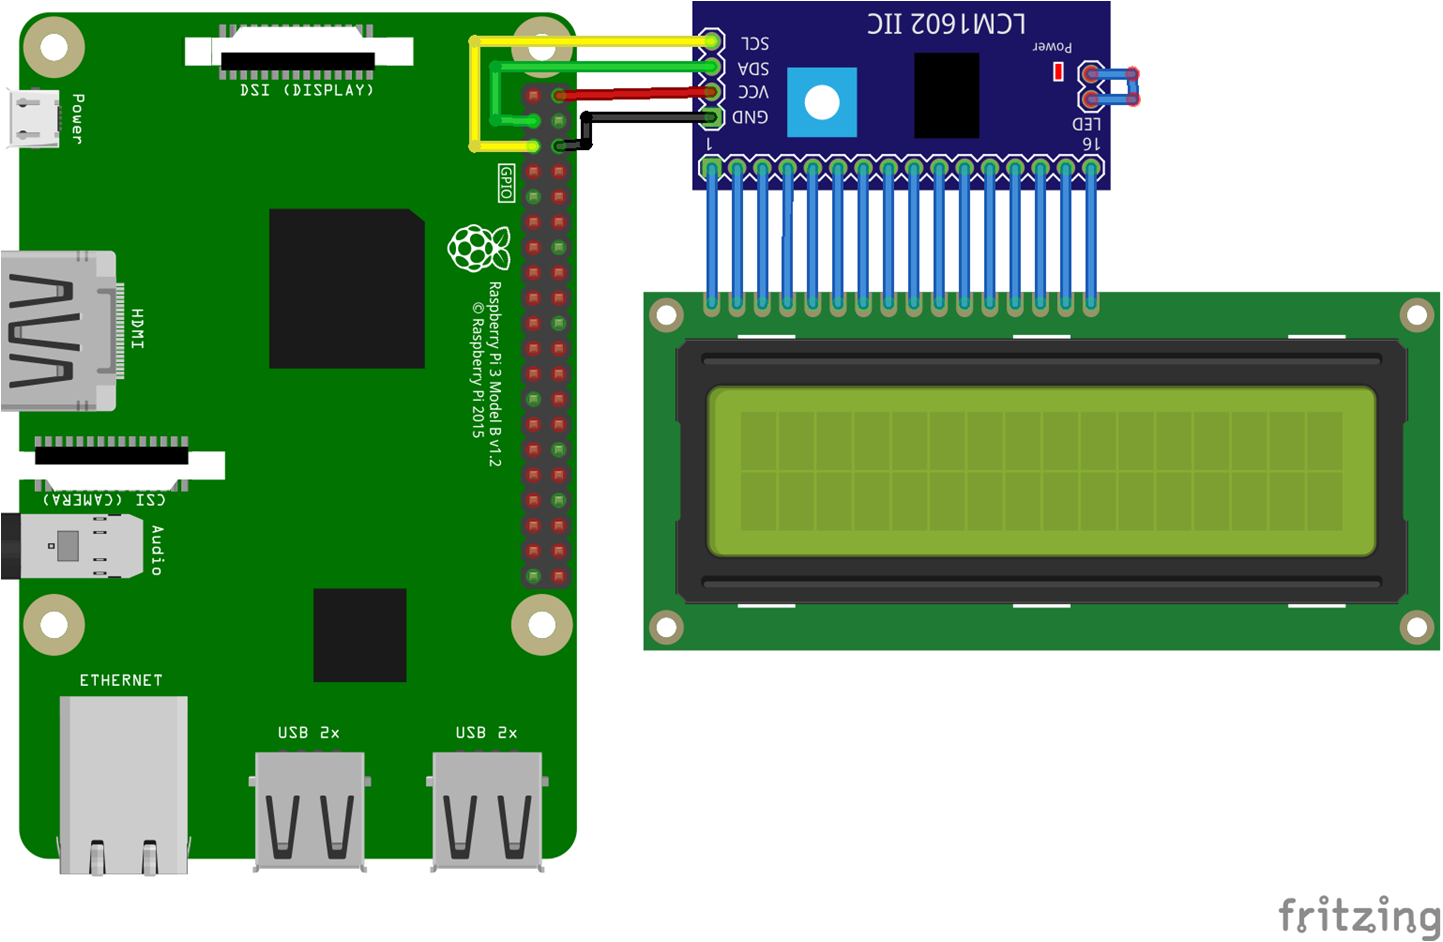 DSI (DISPLAY)
Power
GPIO
HDMI
Raspberry Pi 3 Model B v1.2
© Raspberry Pi 2015
CSI (CAMERA)
Audio
ETHERNET
USB 2x
USB 2x
LCM1602 IIC
SCL
SDA
VCC
GND
Power
LED
1
16
fritzing